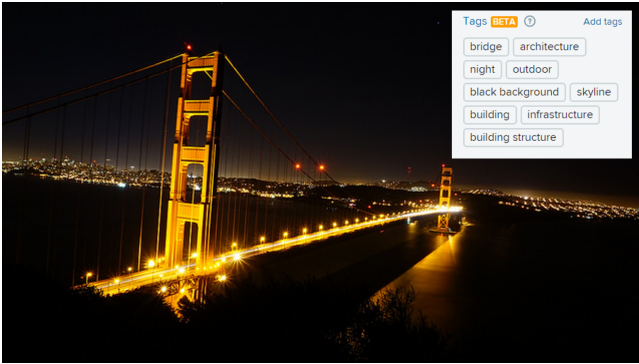 Tags BETA ? Add tags
bridge architecture
night outdoor
black background skyline
building infrastructure
building structure